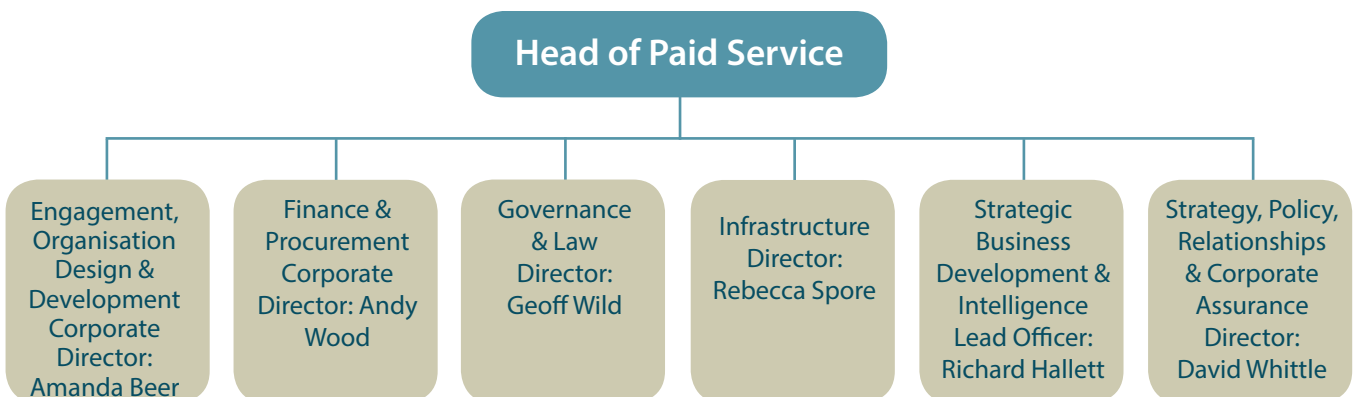 Head of Paid Service
Engagement,
Organisation
Design &
Development
Corporate
Director:
Amanda Beer
Finance &
Procurement
Corporate
Director: Andy
Wood
Governance
& Law
Director:
Geoff Wild
Infrastructure
Director:
Rebecca Spore
Strategic
Business
Development &
Intelligence
Lead Officer:
Richard Hallett
Strategy, Policy,
Relationships
& Corporate
Assurance
Director:
David Whittle